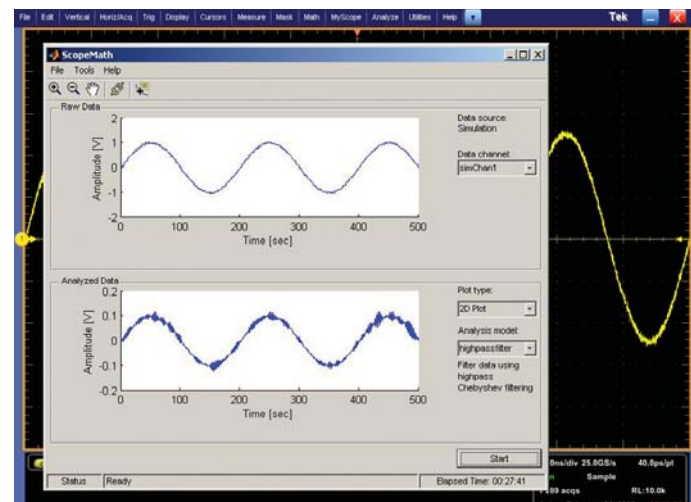 File Edit Vertical Horiz/Acq Trig Display Cursors Measure Mask Math MyScope Analyze Utilities Help
Tek
ScopeMath
File Tools Help
Raw Data
2
1
0
-1
-2
Amplitude [V]
0 100 200 300 400 500
Time [sec]
Data source:
Simulation
Data channel:
simChan1
Analyzed Data
0.2
0.1
0
-0.1
-0.2
Amplitude [V]
0 100 200 300 400 500
Time [sec]
Plot type:
2D Plot
Analysis model:
highpassfilter
Filter data using
highpass
Chebyshev filtering
Start
Status Ready Elapsed Time: 00:27:41
1
0ns/div 25.0GS/s 40.0ps/pt
Sample
acqs RL:10.0k